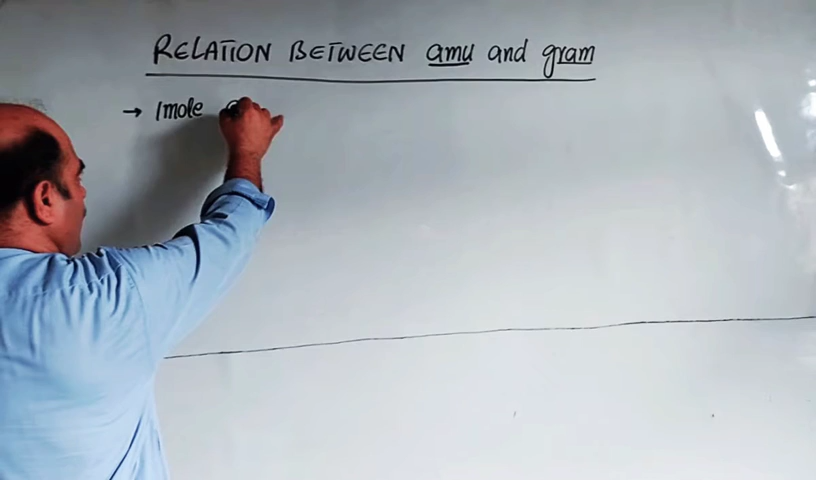 RELATION BETWEEN amu and gram
→ 1mole